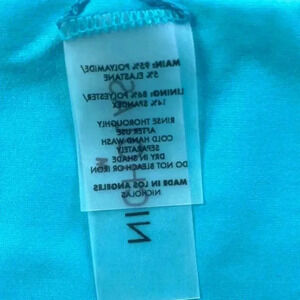 MAIN: 95% POLYAMIDE/
5% ELASTANE
LINING: 86% POLYESTER/
14% SPANDEX
RINSE THOROUGHLY
AFTER USE
COLD HAND WASH
SEPARATELY
DRY IN SHADE
DO NOT BLEACH OR IRON
MADE IN LOS ANGELES
NICHOLAS